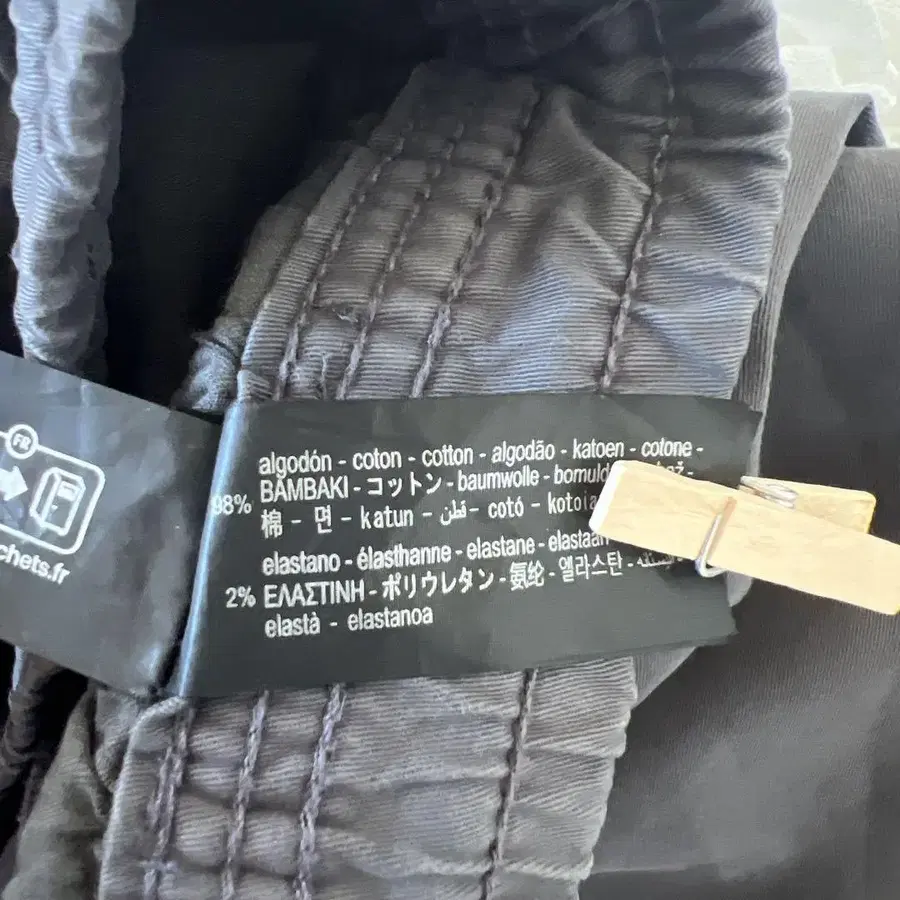 FR
chets.fr
algodón - coton - cotton - algodão - katoen - cotone -
98% BAMBAKI - コットン - baumwolle - bomuld
棉 - 면 - katun - قطن - cotó - kotoia
elastano - élasthanne - elastane - elastaan
2% ΕΛΑΣΤΙΝΗ - ポリウレタン - 氨纶 - 엘라스탄 -
elastà - elastanoa